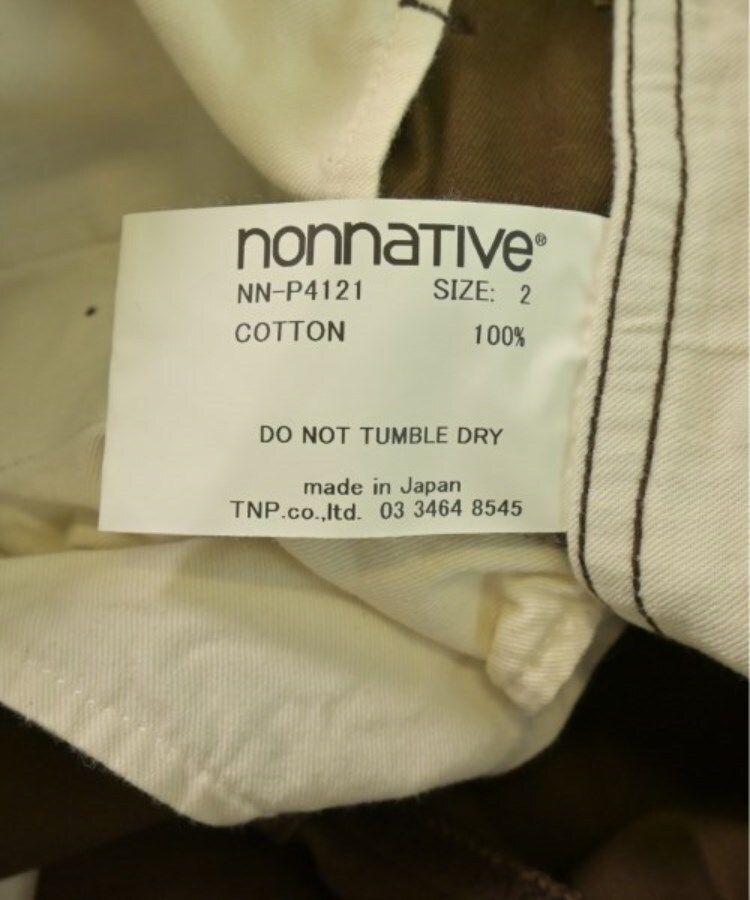 nonnaTIVe®
NN-P4121 SIZE: 2
COTTON 100%
DO NOT TUMBLE DRY
made in Japan
TNP.co.,ltd. 03 3464 8545